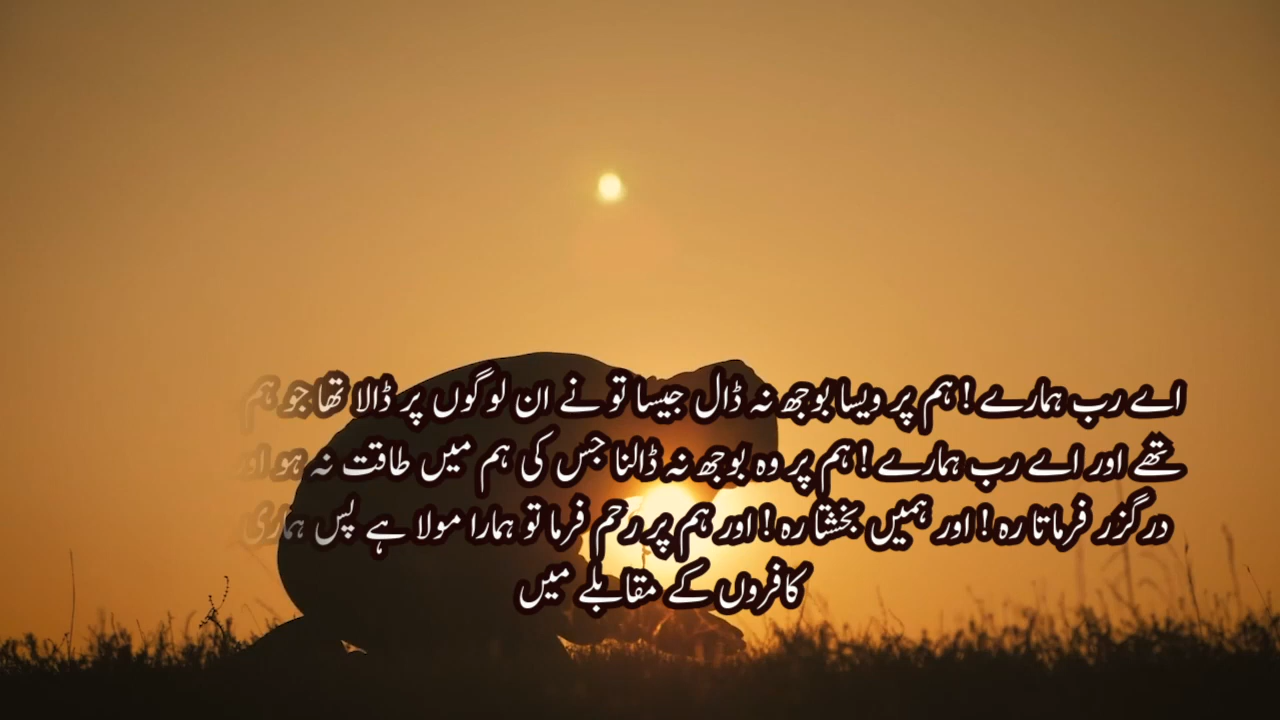 اے رب ہمارے! ہم پر ویسا بوجھ نہ ڈال جیسا تو نے ان لوگوں پر ڈالا تھا جو ہم
تھے اور اے رب ہمارے! ہم پر وہ بوجھ نہ ڈالنا جس کی ہم میں طاقت نہ ہو اور
درگزر فرماتا رہ! اور ہمیں بخشتا رہ! اور ہم پر رحم فرما تو ہمارا مولا ہے پس ہماری
کافروں کے مقابلے میں